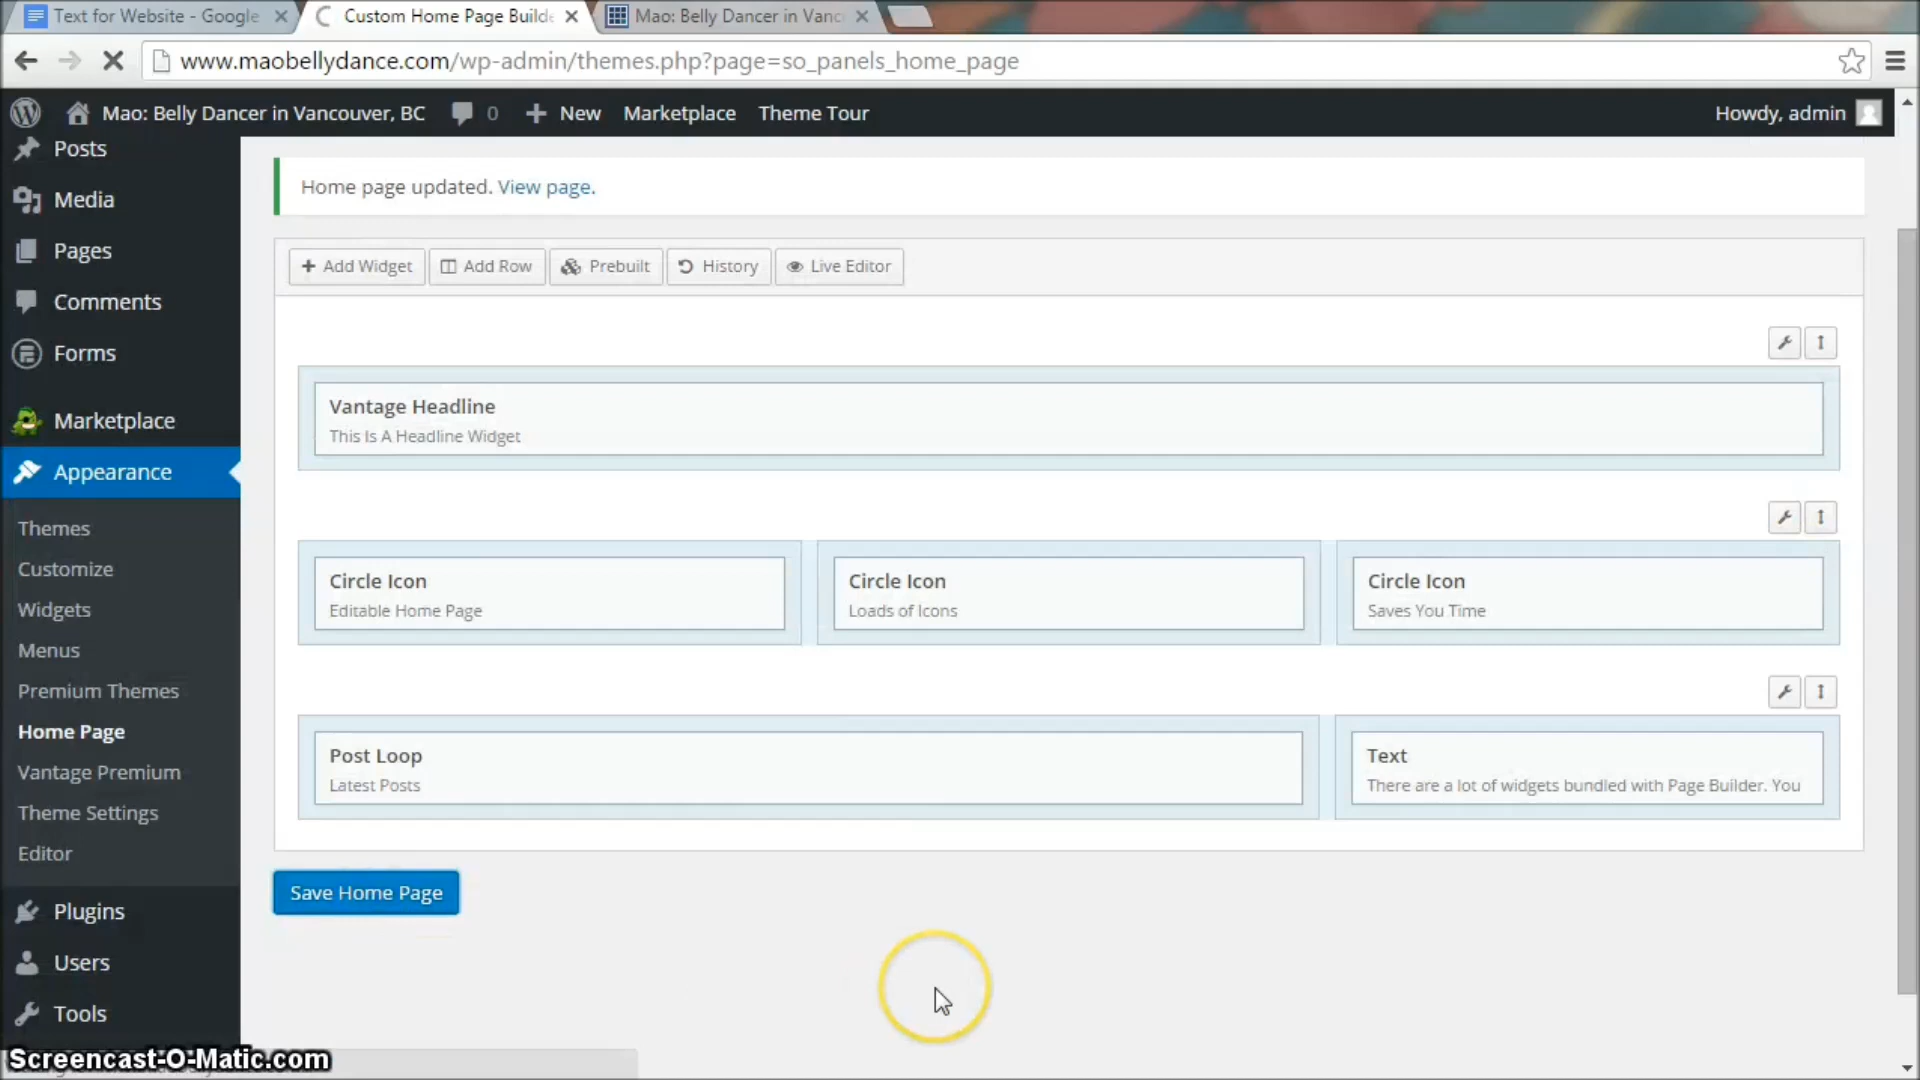 Text for Website - Google
Custom Home Page Builde
Mao: Belly Dancer in Vanc
www.maobellydance.com/wp-admin/themes.php?page=so_panels_home_page
Mao: Belly Dancer in Vancouver, BC
0
New
Marketplace
Theme Tour
Howdy, admin
Posts
Media
Pages
Comments
Forms
Marketplace
Appearance
Themes
Customize
Widgets
Menus
Premium Themes
Home Page
Vantage Premium
Theme Settings
Editor
Plugins
Users
Tools
Home page updated. View page.
Add Widget
Add Row
Prebuilt
History
Live Editor
Vantage Headline
This Is A Headline Widget
Circle Icon
Editable Home Page
Circle Icon
Loads of Icons
Circle Icon
Saves You Time
Post Loop
Latest Posts
Text
There are a lot of widgets bundled with Page Builder. You
Save Home Page
Screencast-O-Matic.com